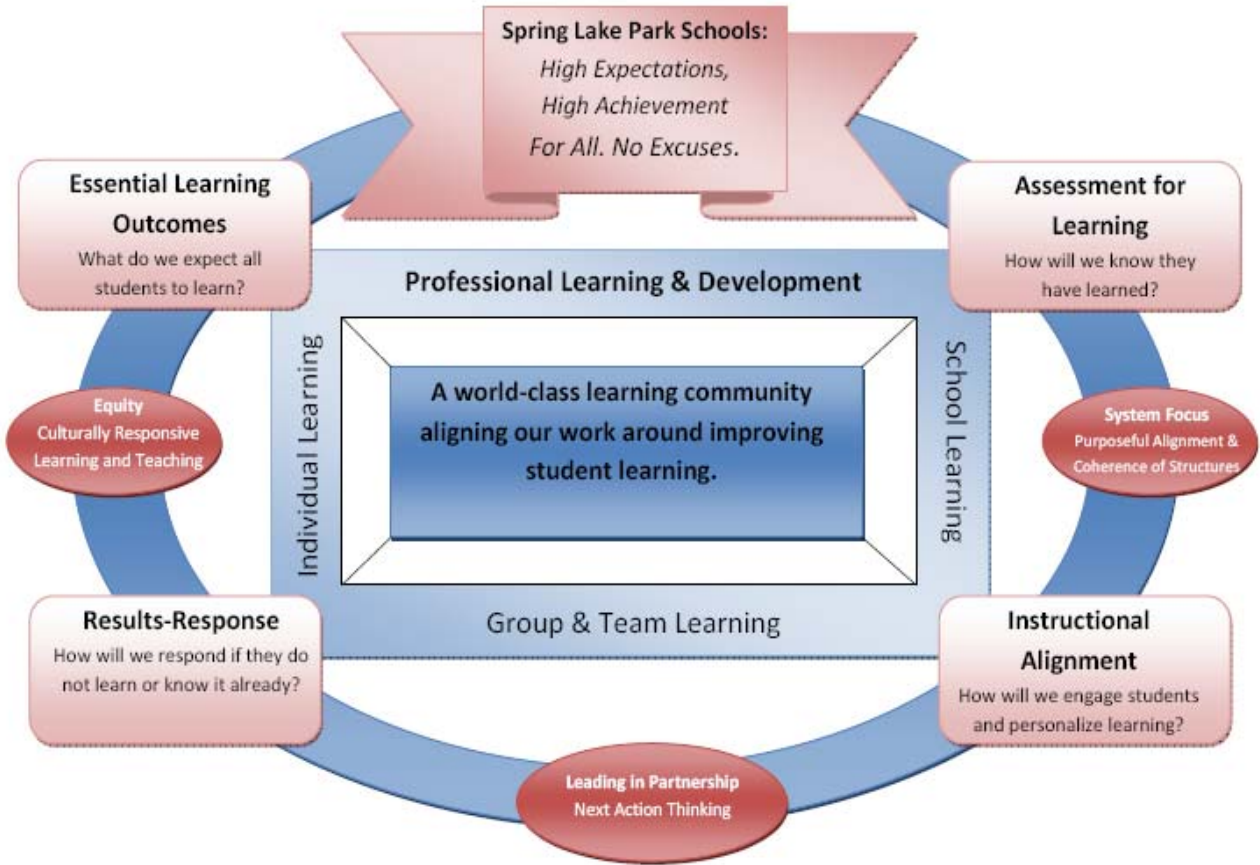 Spring Lake Park Schools:
High Expectations,
High Achievement
For All. No Excuses.
Essential Learning
Outcomes
What do we expect all
students to learn?
Assessment for
Learning
How will we know they
have learned?
Professional Learning & Development
Individual Learning
School Learning
A world-class learning community
aligning our work around improving
student learning.
Equity
Culturally Responsive
Learning and Teaching
System Focus
Purposeful Alignment &
Coherence of Structures
Group & Team Learning
Results-Response
How will we respond if they do
not learn or know it already?
Instructional
Alignment
How will we engage students
and personalize learning?
Leading in Partnership
Next Action Thinking